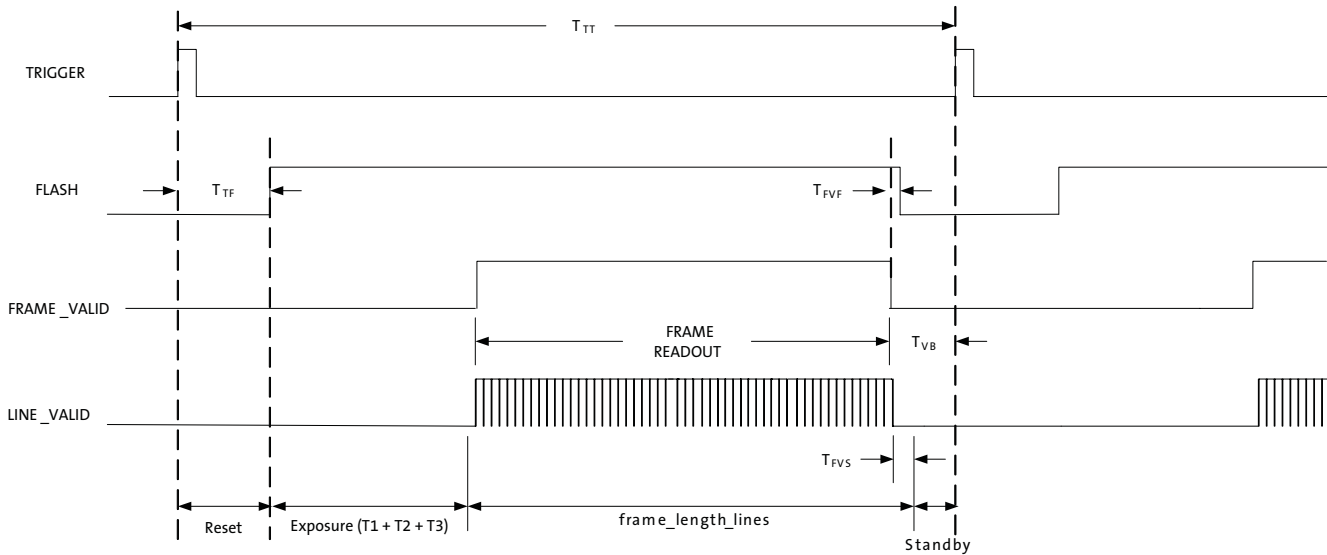 T TT
TRIGGER
FLASH
T TF
T FVF
FRAME _VALID
FRAME
READOUT
T VB
LINE _VALID
T FVS
Reset
Exposure (T1 + T2 + T3)
frame_length_lines
Standby